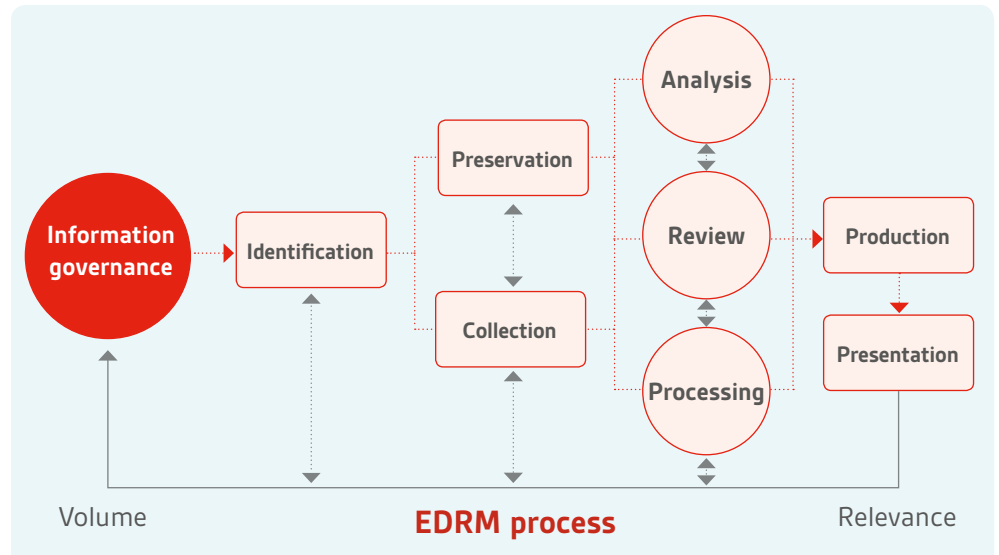 Information
governance
Identification
Preservation
Collection
Analysis
Review
Processing
Production
Presentation
Volume
EDRM process
Relevance